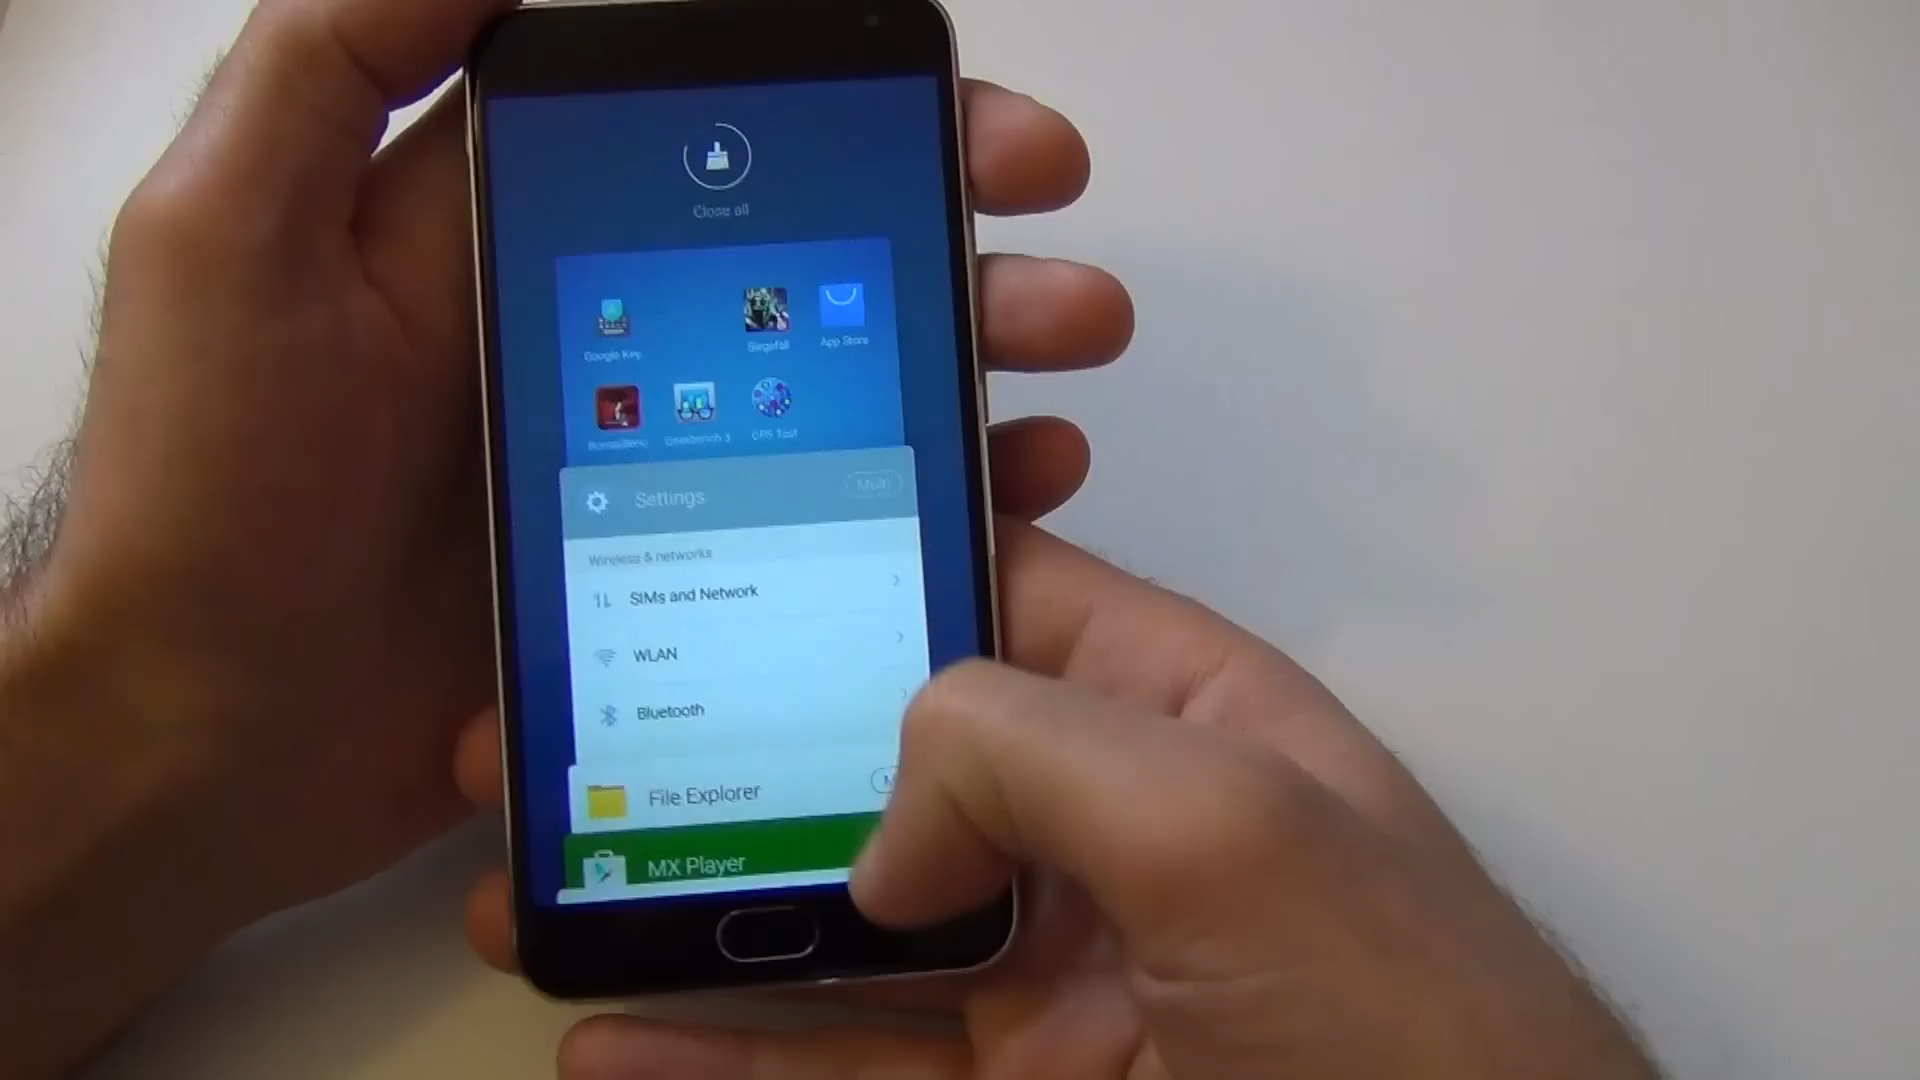 Close all
Google Key
Siegefall
App Store
Geekbench 3
GPS Test
Settings
Multi
Wireless & networks
SIMs and Network
WLAN
Bluetooth
File Explorer
MX Player